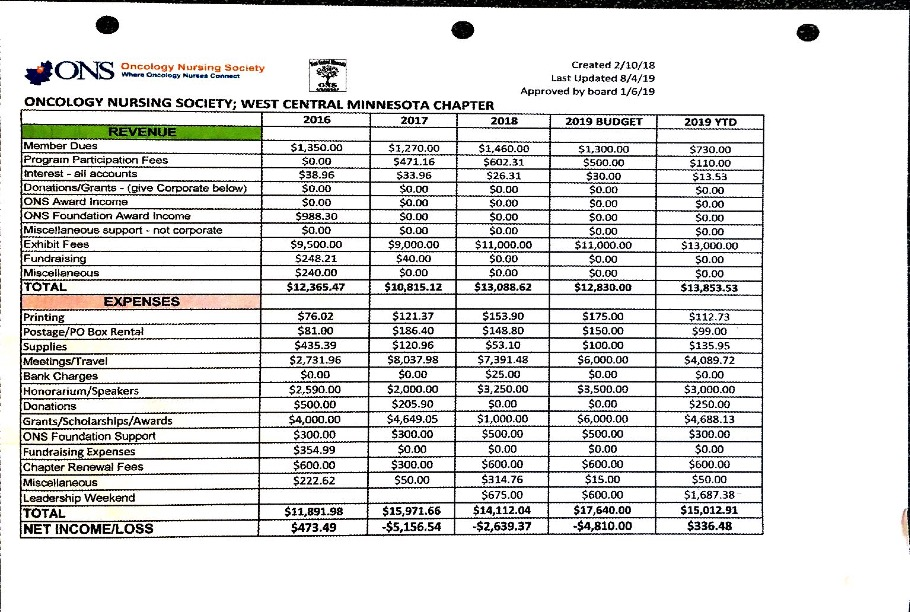 ONS Oncology Nursing Society
Where Oncology Nurses Connect
ONS
Created 2/10/18
Last Updated 8/4/19
Approved by board 1/6/19
ONCOLOGY NURSING SOCIETY; WEST CENTRAL MINNESOTA CHAPTER
2016 2017 2018 2019 BUDGET 2019 YTD
REVENUE
Member Dues $1,350.00 $1,270.00 $1,460.00 $1,300.00 $730.00
Program Participation Fees $0.00 $471.16 $602.31 $500.00 $110.00
Interest - all accounts $38.96 $33.96 $26.31 $30.00 $13.53
Donations/Grants - (give Corporate below) $0.00 $0.00 $0.00 $0.00 $0.00
ONS Award Income $0.00 $0.00 $0.00 $0.00 $0.00
ONS Foundation Award Income $988.30 $0.00 $0.00 $0.00 $0.00
Miscellaneous support - not corporate $0.00 $0.00 $0.00 $0.00 $0.00
Exhibit Fees $9,500.00 $9,000.00 $11,000.00 $11,000.00 $13,000.00
Fundraising $248.21 $40.00 $0.00 $0.00 $0.00
Miscellaneous $240.00 $0.00 $0.00 $0.00 $0.00
TOTAL $12,365.47 $10,815.12 $13,088.62 $12,830.00 $13,853.53
EXPENSES
Printing $76.02 $121.37 $153.90 $175.00 $112.73
Postage/PO Box Rental $81.00 $186.40 $148.80 $150.00 $99.00
Supplies $435.39 $120.96 $53.10 $100.00 $135.95
Meetings/Travel $2,731.96 $8,037.98 $7,391.48 $6,000.00 $4,089.72
Bank Charges $0.00 $0.00 $25.00 $0.00 $0.00
Honorarium/Speakers $2,590.00 $2,000.00 $3,250.00 $3,500.00 $3,000.00
Donations $500.00 $205.90 $0.00 $0.00 $250.00
Grants/Scholarships/Awards $4,000.00 $4,649.05 $1,000.00 $6,000.00 $4,688.13
ONS Foundation Support $300.00 $300.00 $500.00 $500.00 $300.00
Fundraising Expenses $354.99 $0.00 $0.00 $0.00 $0.00
Chapter Renewal Fees $600.00 $300.00 $600.00 $600.00 $600.00
Miscellaneous $222.62 $50.00 $314.76 $15.00 $50.00
Leadership Weekend $675.00 $600.00 $1,687.38
TOTAL $11,891.98 $15,971.66 $14,112.04 $17,640.00 $15,012.91
NET INCOME/LOSS $473.49 -$5,156.54 -$2,639.37 -$4,810.00 $336.48